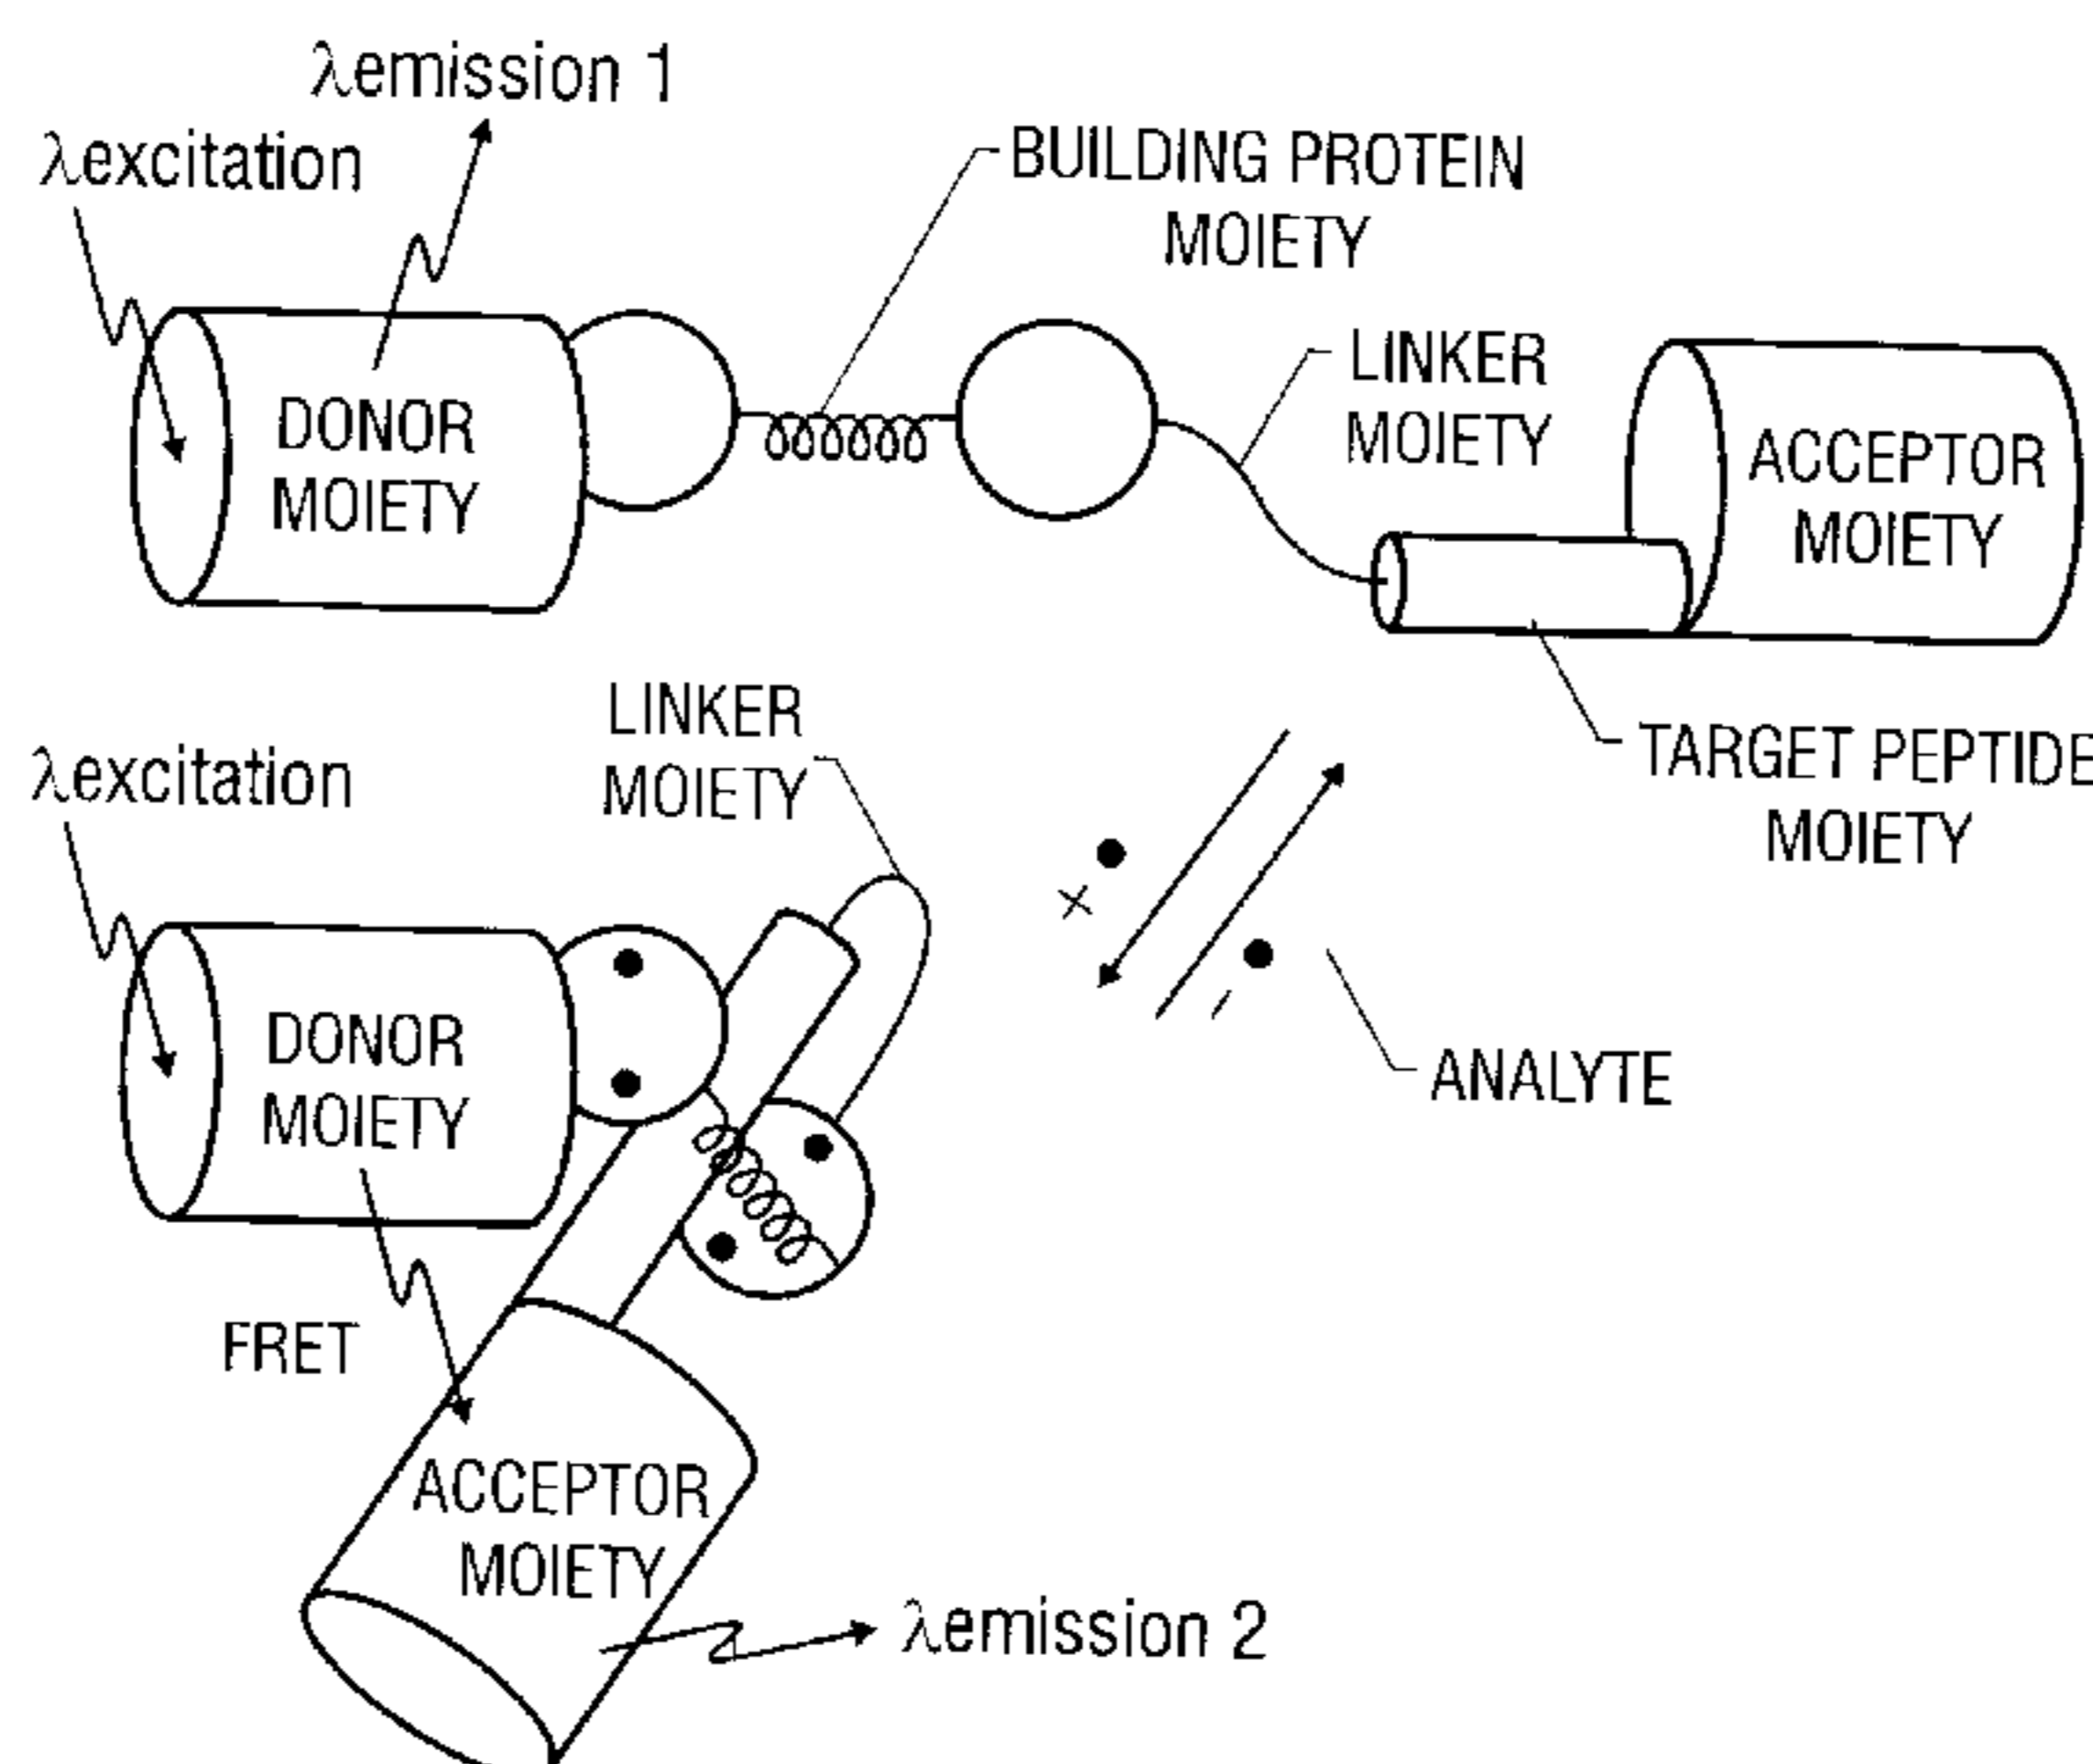 λemission 1
λexcitation
BUILDING PROTEIN
MOIETY
DONOR
MOIETY
LINKER
MOIETY
ACCEPTOR
MOIETY
TARGET PEPTIDE
MOIETY
LINKER
MOIETY
λexcitation
+
-
DONOR
MOIETY
ANALYTE
FRET
ACCEPTOR
MOIETY
λemission 2